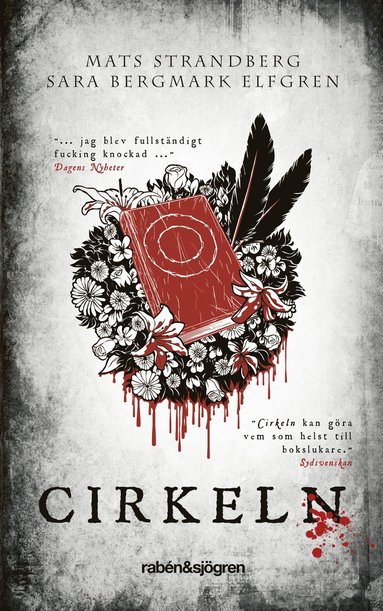 MATS STRANDBERG
SARA BERGMARK ELFGREN
"... jag blev fullständigt
fucking knockad ..."
Dagens Nyheter
"Cirkeln kan göra
vem som helst till
bokslukare."
Sydsvenskan
CIRKELN
rabén&sjögren